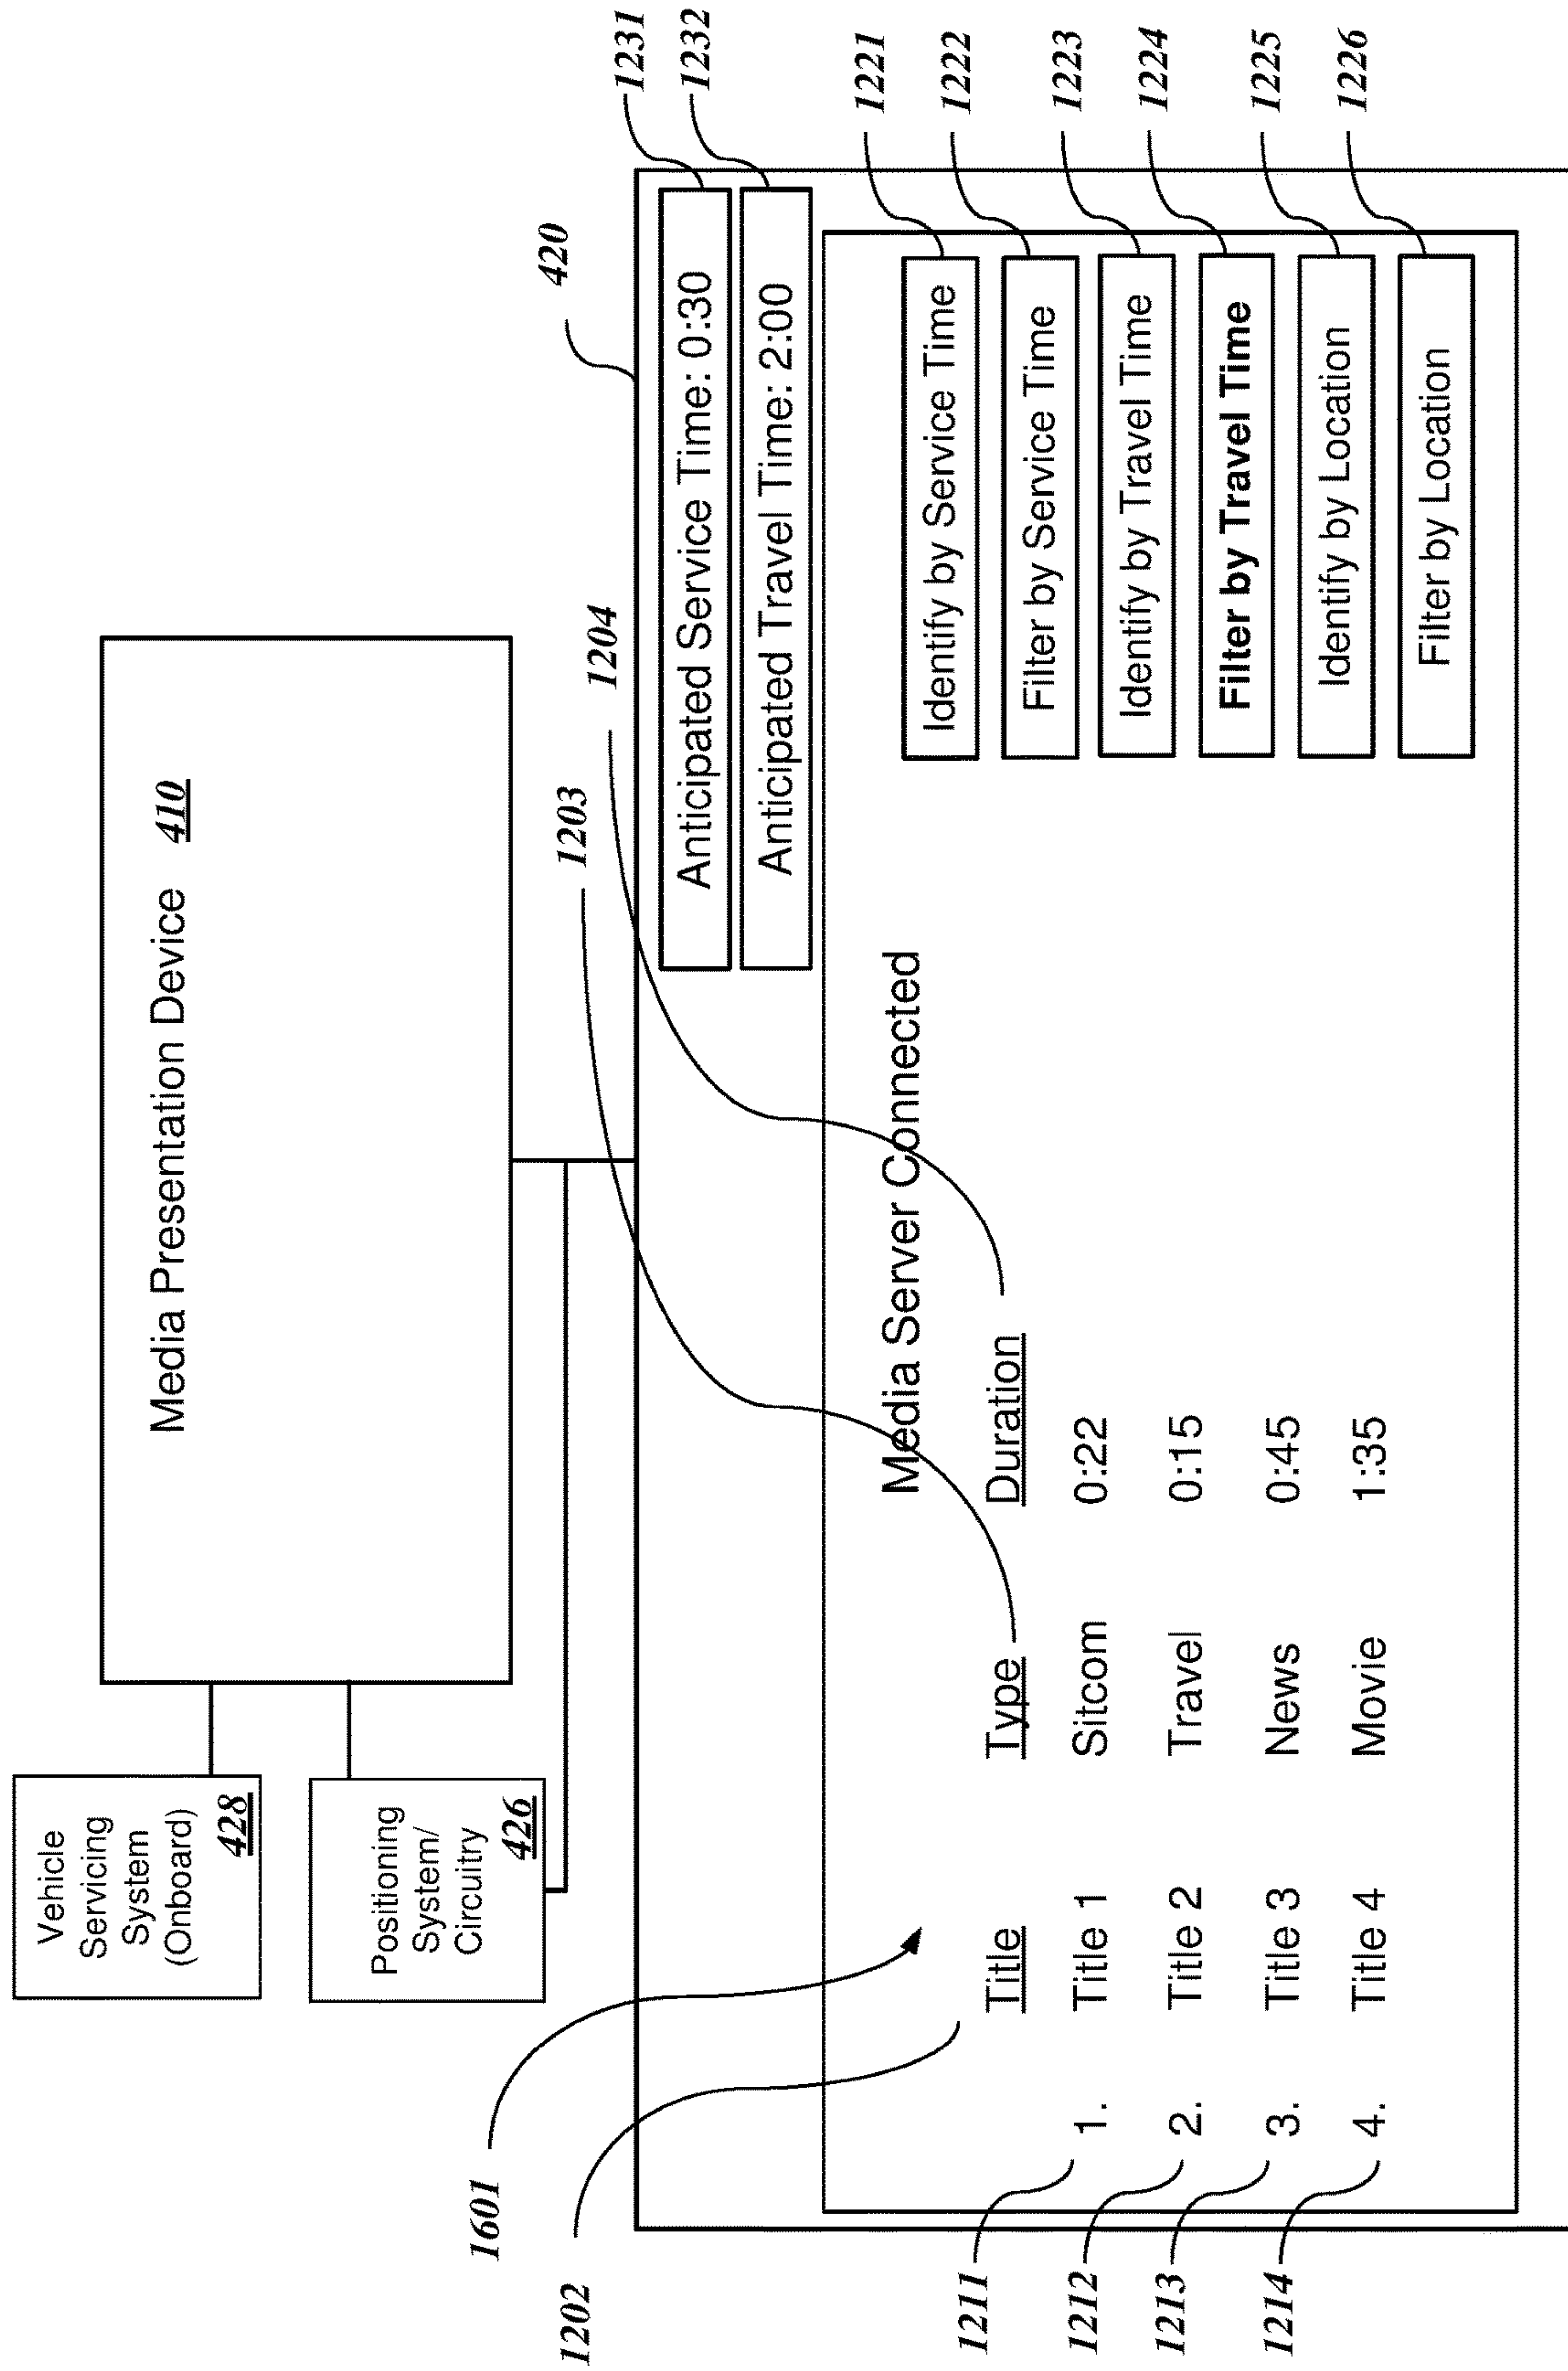 Vehicle
Servicing
System
(Onboard)
428
Positioning
System/
Circuitry
426
Media Presentation Device 410
420
1601
1202
1203
1204
1231
1232
Anticipated Service Time: 0:30
Anticipated Travel Time: 2:00
Media Server Connected
Title Type Duration
1211 1. Title 1 Sitcom 0:22
1212 2. Title 2 Travel 0:15
1213 3. Title 3 News 0:45
1214 4. Title 4 Movie 1:35
Identify by Service Time 1221
Filter by Service Time 1222
Identify by Travel Time 1223
Filter by Travel Time 1224
Identify by Location 1225
Filter by Location 1226